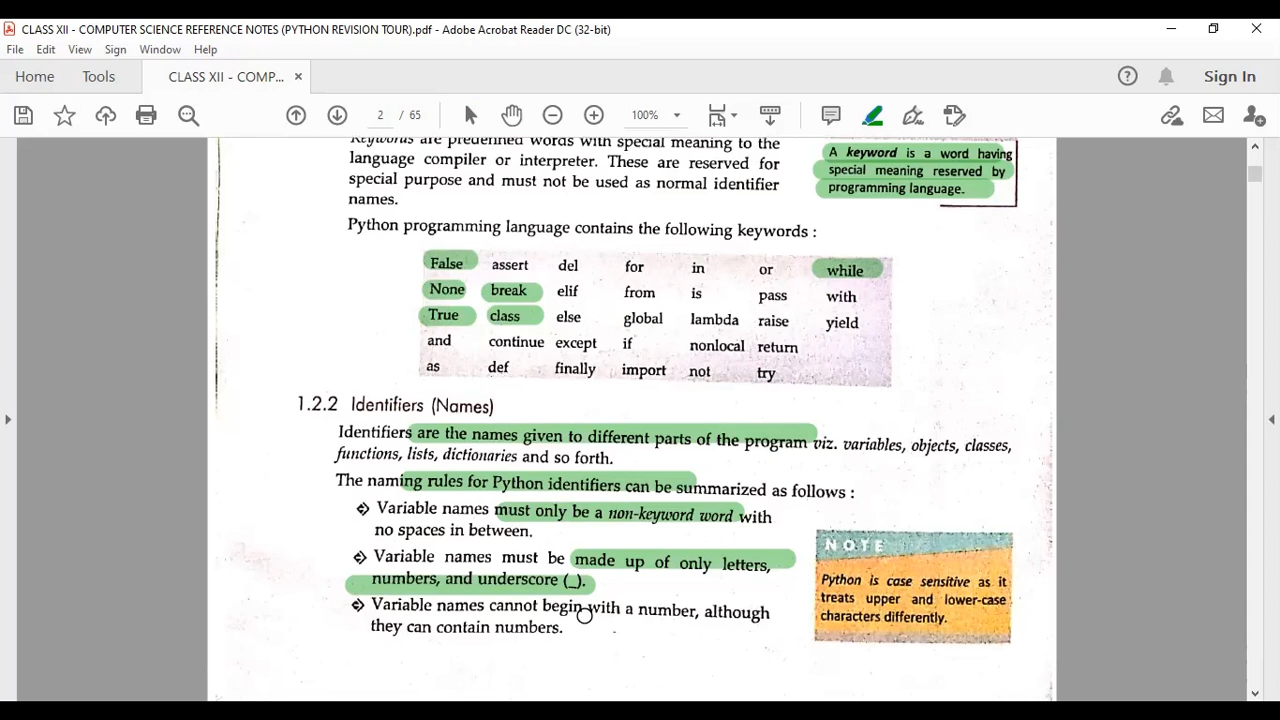 CLASS XII - COMPUTER SCIENCE REFERENCE NOTES (PYTHON REVISION TOUR).pdf - Adobe Acrobat Reader DC (32-bit)
File Edit View Sign Window Help
Home Tools CLASS XII - COMP... × Sign In
2 / 65 100%
Keywords are predefined words with special meaning to the
language compiler or interpreter. These are reserved for
special purpose and must not be used as normal identifier
names.
A keyword is a word having
special meaning reserved by
programming language.
Python programming language contains the following keywords :
False assert del for in or while
None break elif from is pass with
True class else global lambda raise yield
and continue except if nonlocal return
as def finally import not try
1.2.2 Identifiers (Names)
Identifiers are the names given to different parts of the program viz. variables, objects, classes,
functions, lists, dictionaries and so forth.
The naming rules for Python identifiers can be summarized as follows :
Variable names must only be a non-keyword word with
no spaces in between.
Variable names must be made up of only letters,
numbers, and underscore (_).
Variable names cannot begin with a number, although
they can contain numbers.
NOTE
Python is case sensitive as it
treats upper and lower-case
characters differently.